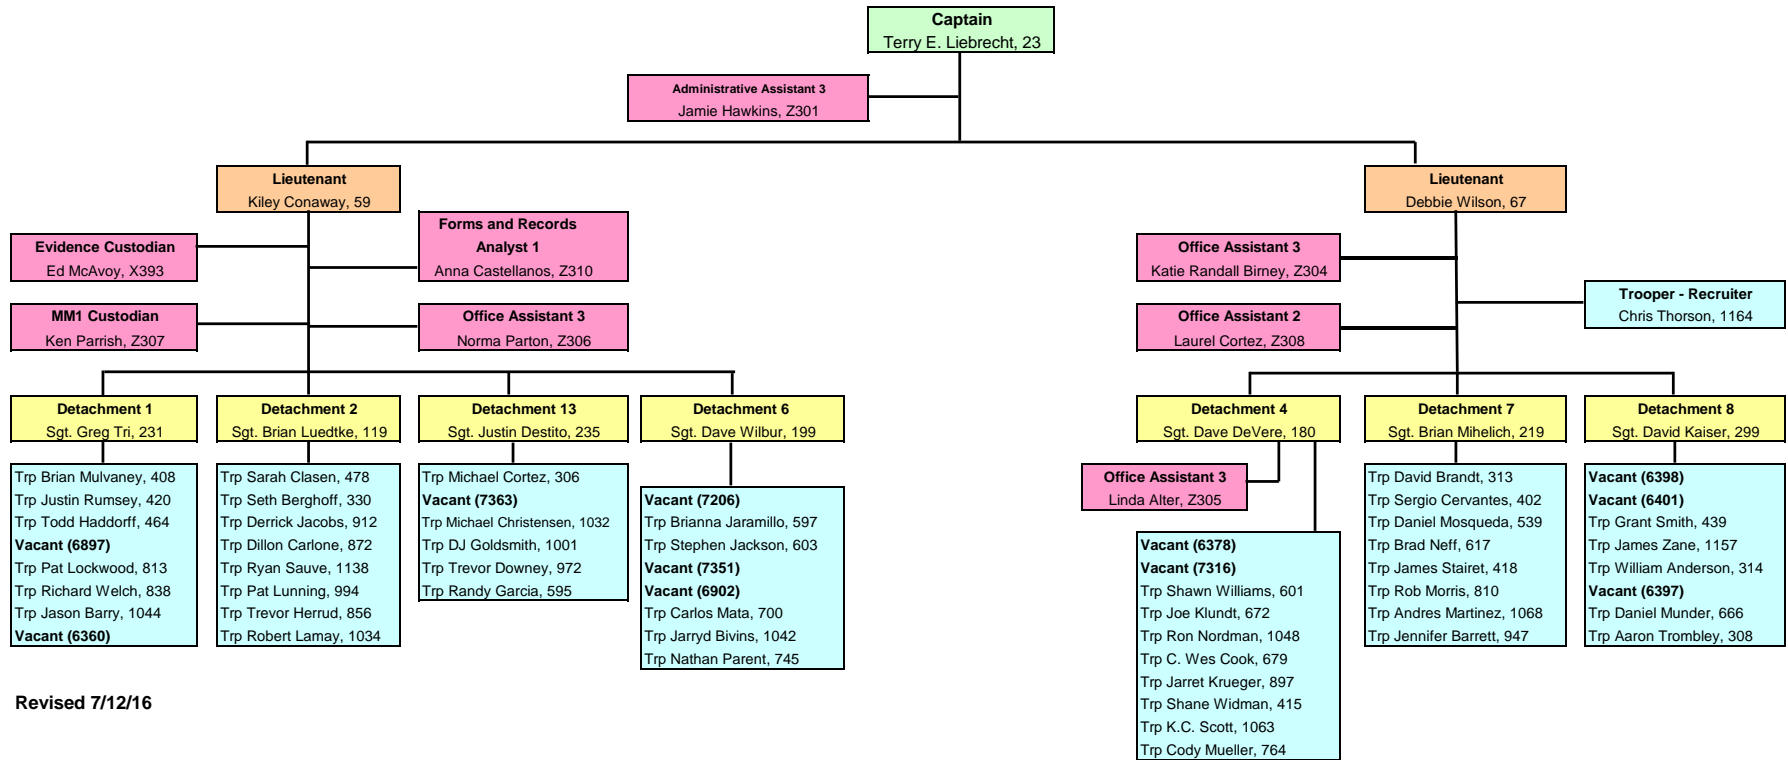 Captain
Terry E. Liebrecht, 23
Administrative Assistant 3
Jamie Hawkins, Z301
Lieutenant
Kiley Conaway, 59
Lieutenant
Debbie Wilson, 67
Evidence Custodian
Ed McAvoy, X393
Forms and Records
Analyst 1
Anna Castellanos, Z310
MM1 Custodian
Ken Parrish, Z307
Office Assistant 3
Norma Parton, Z306
Office Assistant 3
Katie Randall Birney, Z304
Office Assistant 2
Laurel Cortez, Z308
Trooper - Recruiter
Chris Thorson, 1164
Detachment 1
Sgt. Greg Tri, 231
Trp Brian Mulvaney, 408
Trp Justin Rumsey, 420
Trp Todd Haddorff, 464
Vacant (6897)
Trp Pat Lockwood, 813
Trp Richard Welch, 838
Trp Jason Barry, 1044
Vacant (6360)
Detachment 2
Sgt. Brian Luedtke, 119
Trp Sarah Clasen, 478
Trp Seth Berghoff, 330
Trp Derrick Jacobs, 912
Trp Dillon Carlone, 872
Trp Ryan Sauve, 1138
Trp Pat Lunning, 994
Trp Trevor Herrud, 856
Trp Robert Lamay, 1034
Detachment 13
Sgt. Justin Destito, 235
Trp Michael Cortez, 306
Vacant (7363)
Trp Michael Christensen, 1032
Trp DJ Goldsmith, 1001
Trp Trevor Downey, 972
Trp Randy Garcia, 595
Detachment 6
Sgt. Dave Wilbur, 199
Vacant (7206)
Trp Brianna Jaramillo, 597
Trp Stephen Jackson, 603
Vacant (7351)
Vacant (6902)
Trp Carlos Mata, 700
Trp Jarryd Bivins, 1042
Trp Nathan Parent, 745
Detachment 4
Sgt. Dave DeVere, 180
Office Assistant 3
Linda Alter, Z305
Vacant (6378)
Vacant (7316)
Trp Shawn Williams, 601
Trp Joe Klundt, 672
Trp Ron Nordman, 1048
Trp C. Wes Cook, 679
Trp Jarret Krueger, 897
Trp Shane Widman, 415
Trp K.C. Scott, 1063
Trp Cody Mueller, 764
Detachment 7
Sgt. Brian Mihelich, 219
Trp David Brandt, 313
Trp Sergio Cervantes, 402
Trp Daniel Mosqueda, 539
Trp Brad Neff, 617
Trp James Stairet, 418
Trp Rob Morris, 810
Trp Andres Martinez, 1068
Trp Jennifer Barrett, 947
Detachment 8
Sgt. David Kaiser, 299
Vacant (6398)
Vacant (6401)
Trp Grant Smith, 439
Trp James Zane, 1157
Trp William Anderson, 314
Vacant (6397)
Trp Daniel Munder, 666
Trp Aaron Trombley, 308
Revised 7/12/16